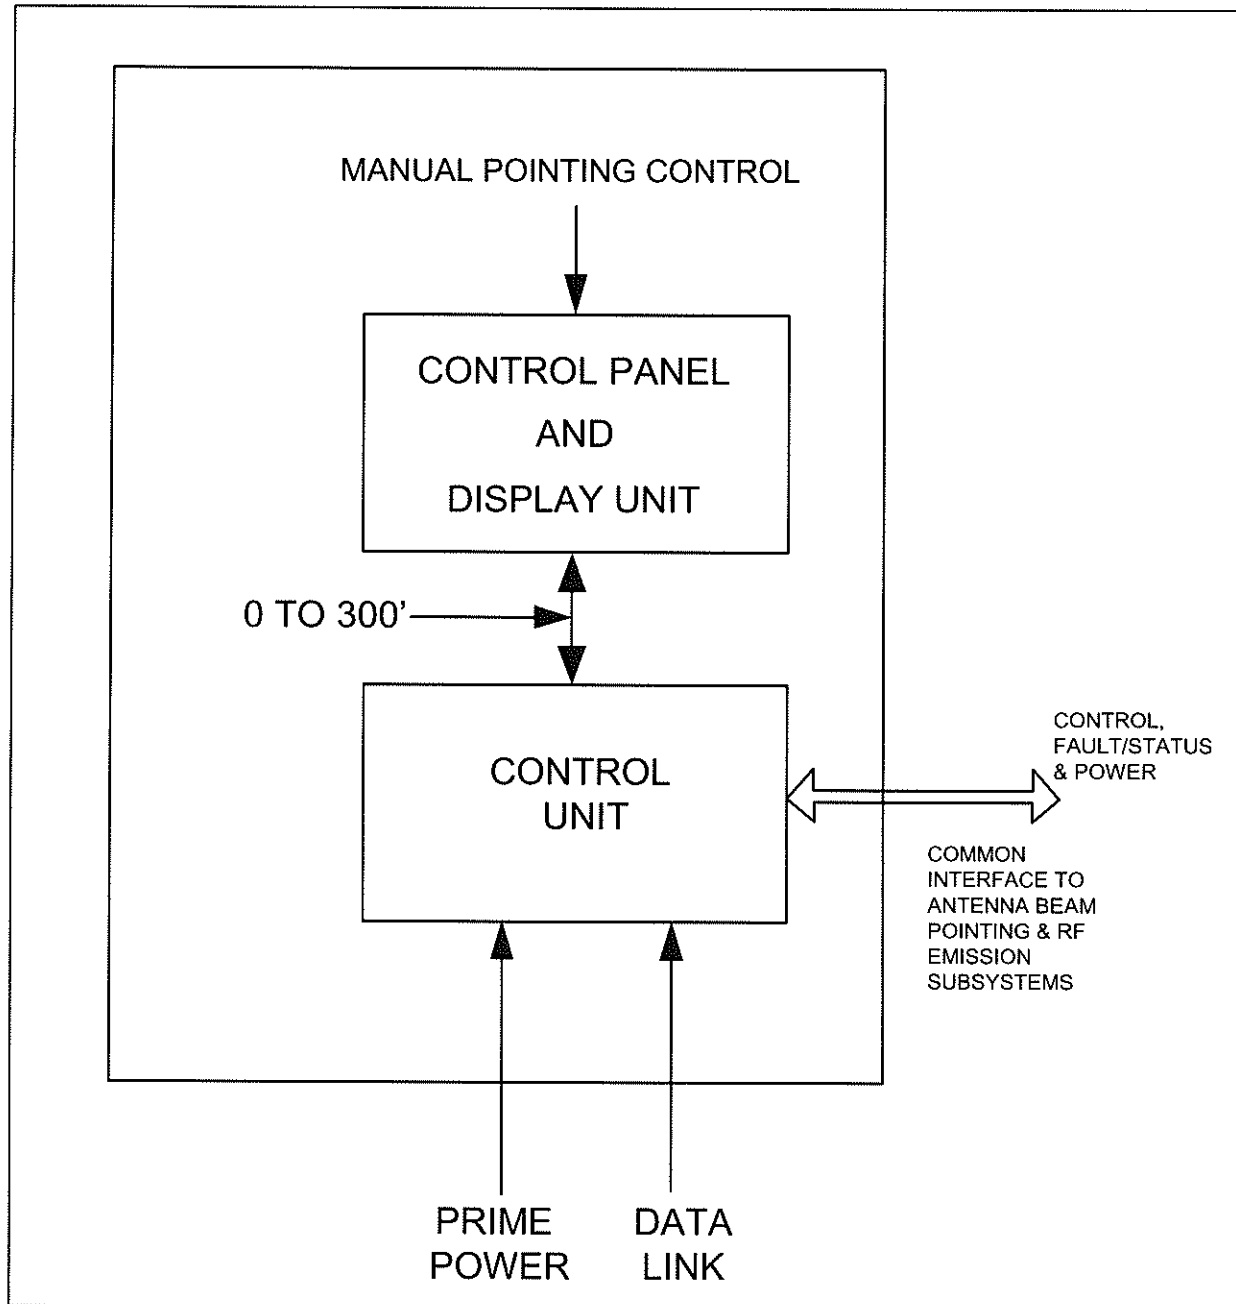 MANUAL POINTING CONTROL
CONTROL PANEL
AND
DISPLAY UNIT
0 TO 300’
CONTROL
UNIT
CONTROL,
FAULT/STATUS
& POWER
COMMON
INTERFACE TO
ANTENNA BEAM
POINTING & RF
EMISSION
SUBSYSTEMS
PRIME
POWER
DATA
LINK